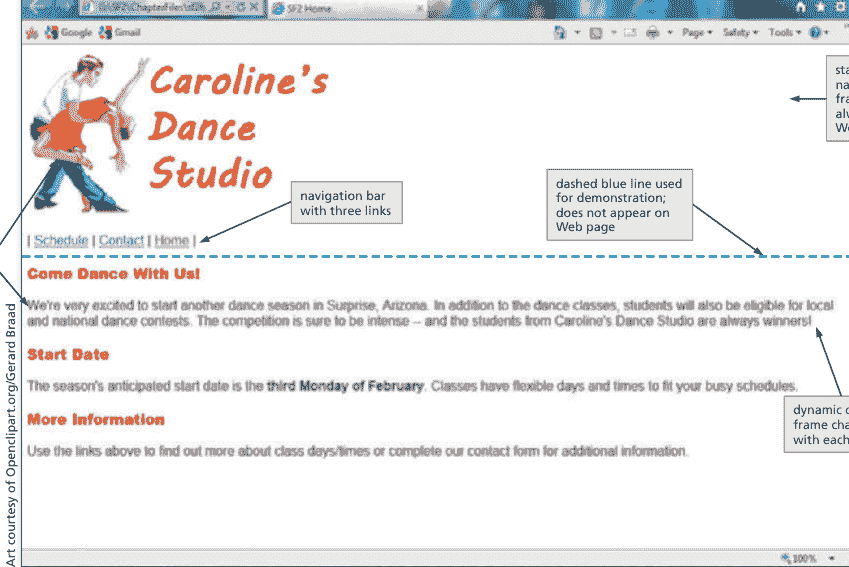 SF2 Home
Google Gmail
Page Safety Tools
Caroline's
Dance
Studio
navigation bar
with three links
dashed blue line used
for demonstration;
does not appear on
Web page
| Schedule | Contact | Home |
Come Dance With Us!
We're very excited to start another dance season in Surprise, Arizona. In addition to the dance classes, students will also be eligible for local
and national dance contests. The competition is sure to be intense – and the students from Caroline's Dance Studio are always winners!
Start Date
The season's anticipated start date is the third Monday of February. Classes have flexible days and times to fit your busy schedules.
More Information
Use the links above to find out more about class days/times or complete our contact form for additional information.
dynamic
frame
with each
100%
Art courtesy of Openclipart.org/Gerard Braad